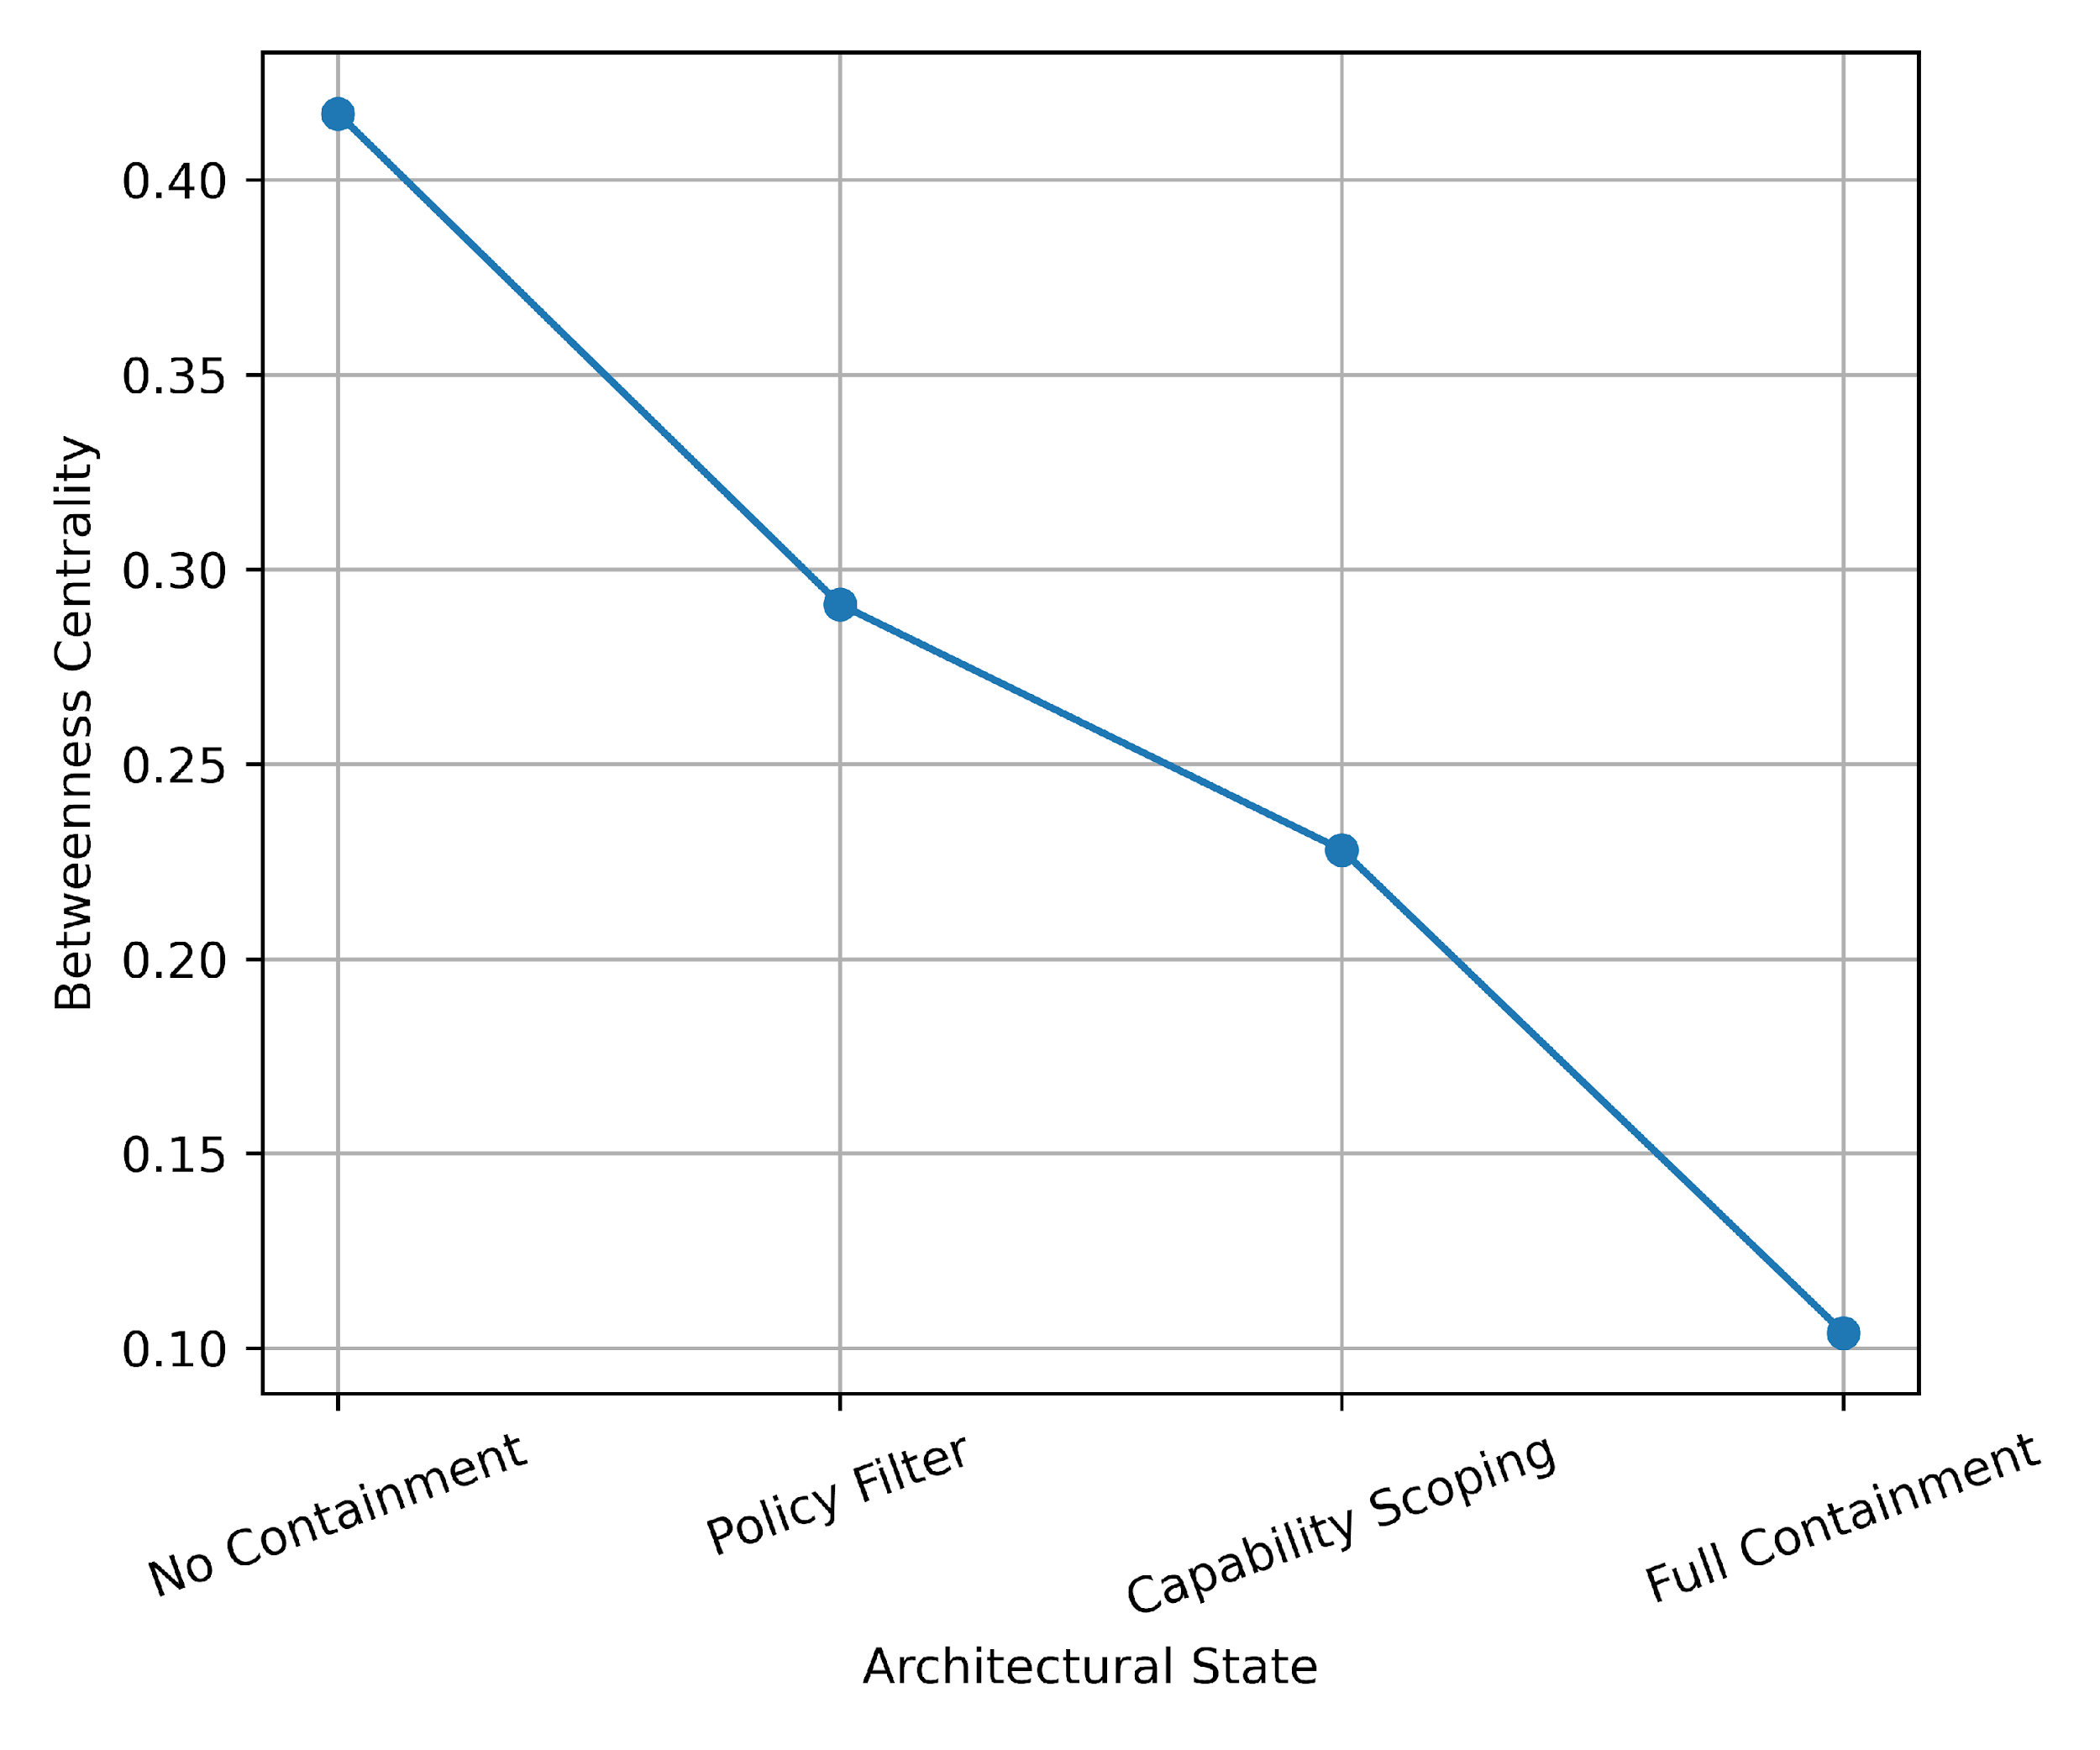 Betweenness Centrality
0.40
0.35
0.30
0.25
0.20
0.15
0.10
No Containment
Policy Filter
Capability Scoping
Full Containment
Architectural State